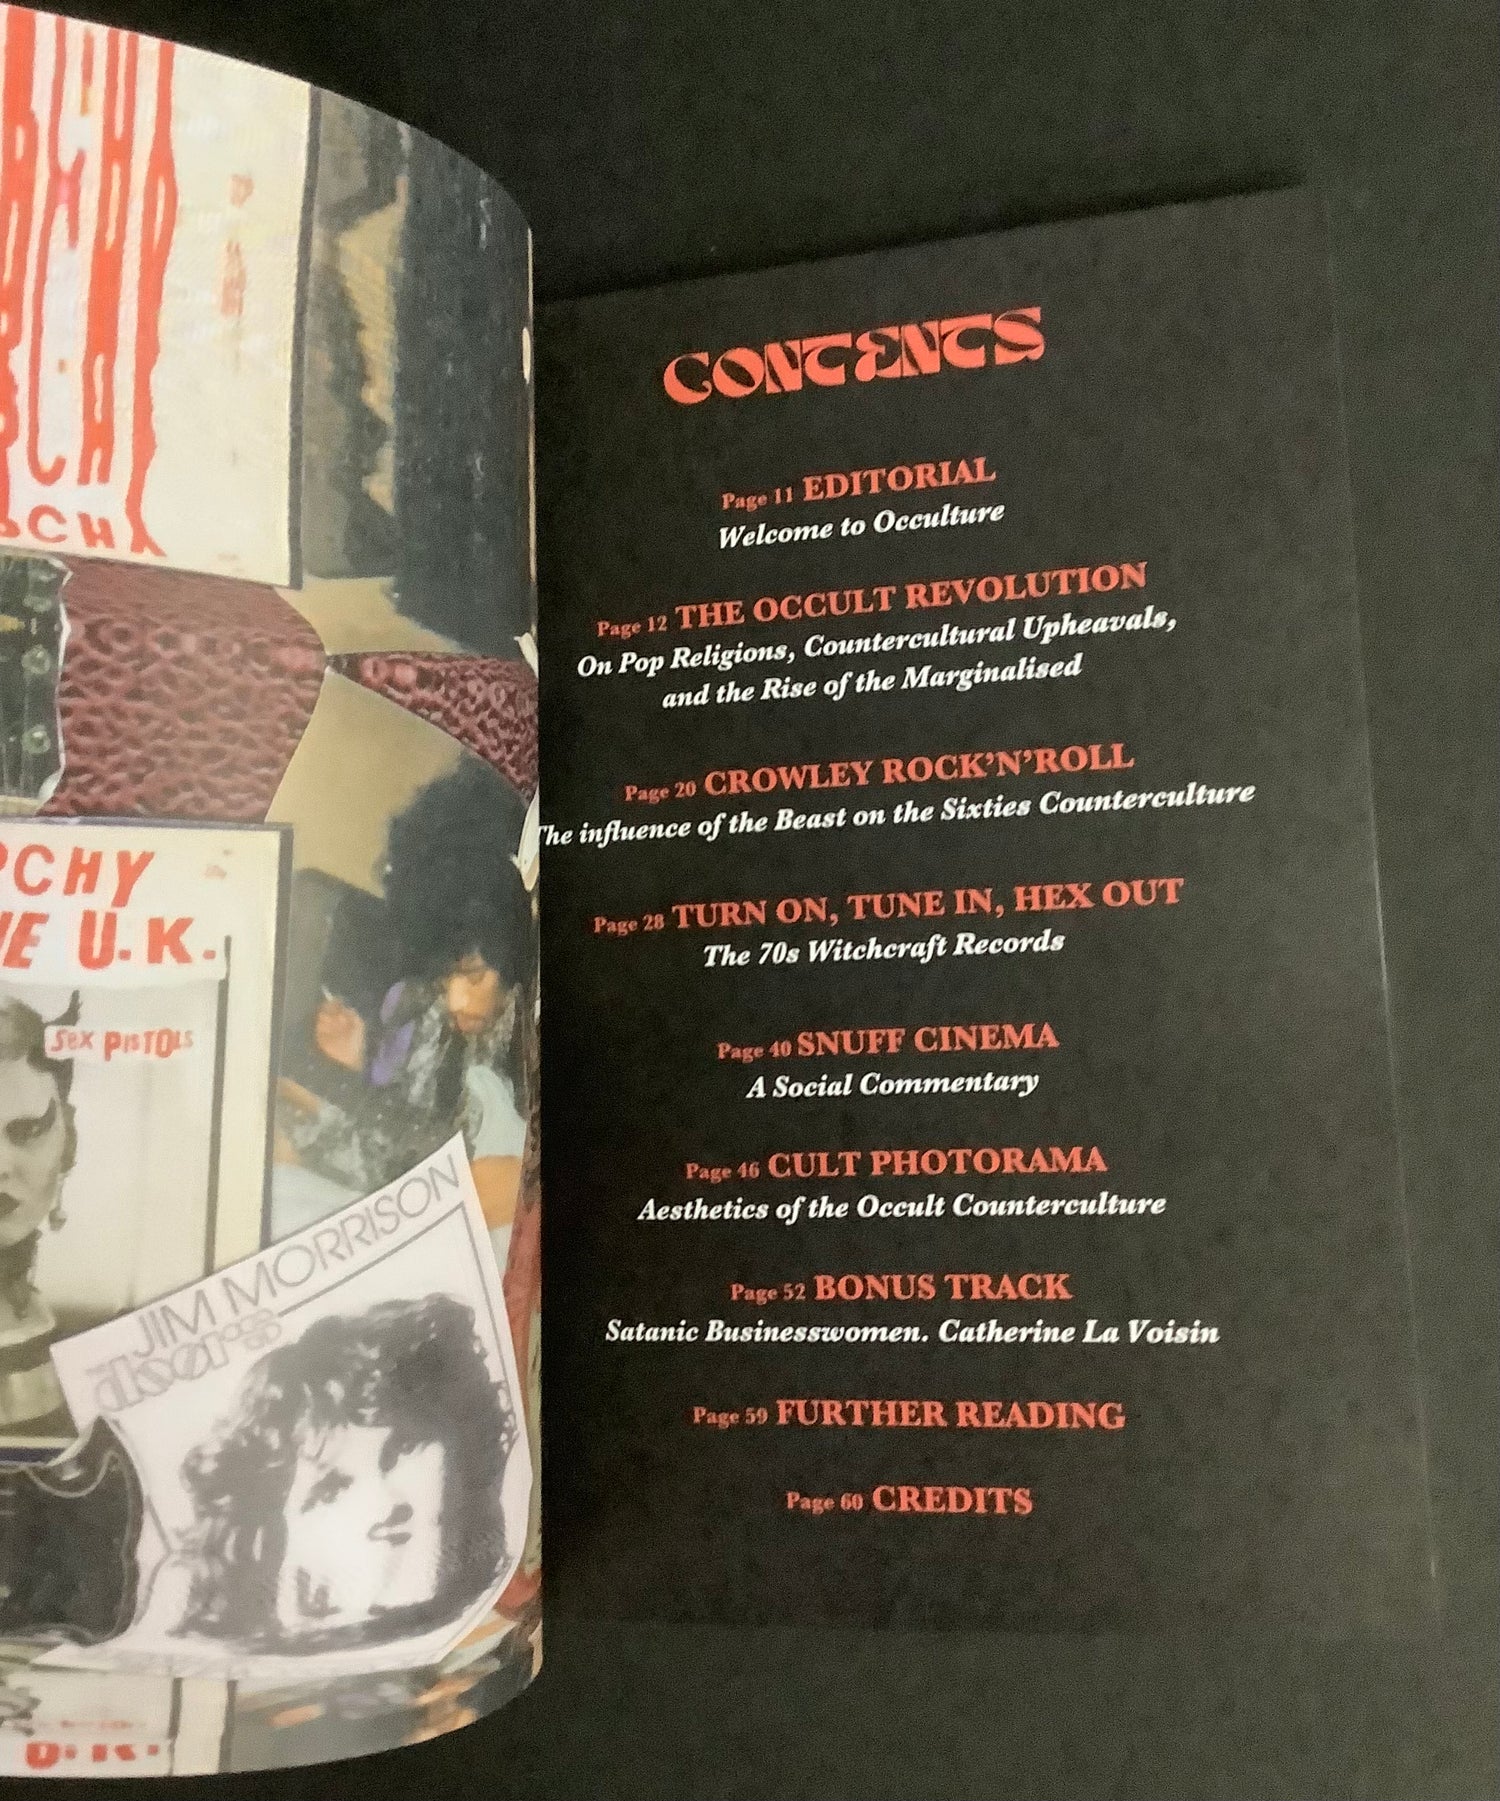 RCHY
U.K.
SEX PISTOLS
JIM MORRISON
doors
U.K.
CONTENTS
Page 11 EDITORIAL
Welcome to Occulture
Page 12 THE OCCULT REVOLUTION
On Pop Religions, Countercultural Upheavals,
and the Rise of the Marginalised
Page 20 CROWLEY ROCK’N’ROLL
The influence of the Beast on the Sixties Counterculture
Page 28 TURN ON, TUNE IN, HEX OUT
The 70s Witchcraft Records
Page 40 SNUFF CINEMA
A Social Commentary
Page 46 CULT PHOTORAMA
Aesthetics of the Occult Counterculture
Page 52 BONUS TRACK
Satanic Businesswomen. Catherine La Voisin
Page 59 FURTHER READING
Page 60 CREDITS